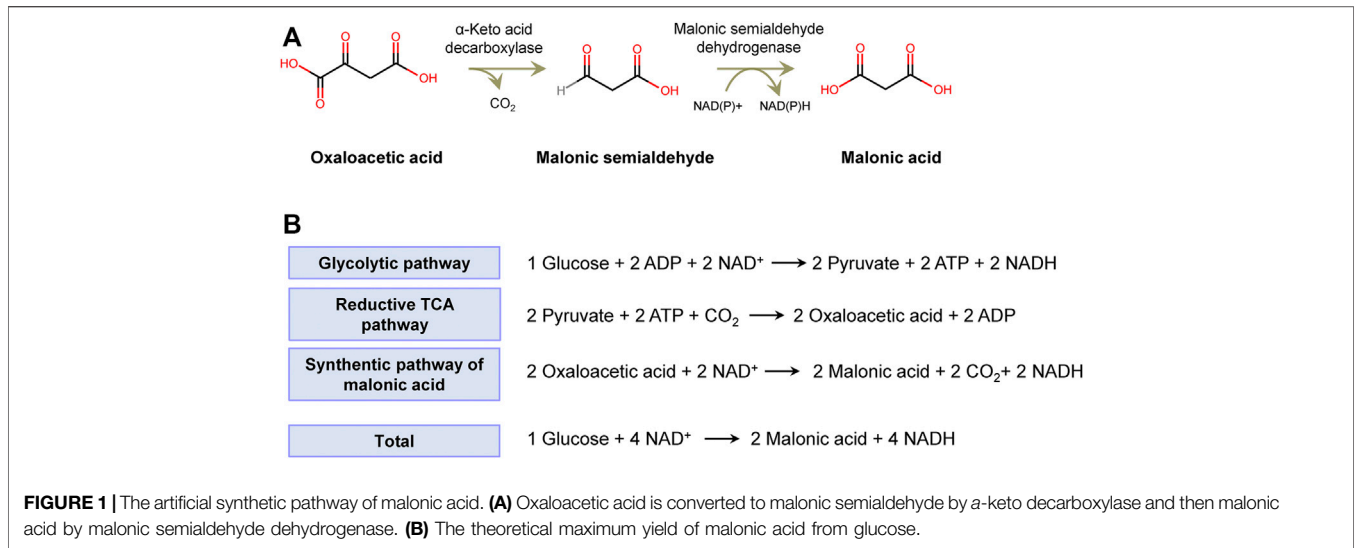 A
α-Keto acid
decarboxylase
Malonic semialdehyde
dehydrogenase
O O
HO
OH
O
CO₂
O O
H
OH
NAD(P)+ NAD(P)H
O O
HO OH
Oxaloacetic acid Malonic semialdehyde Malonic acid
B
Glycolytic pathway 1 Glucose + 2 ADP + 2 NAD⁺ ⟶ 2 Pyruvate + 2 ATP + 2 NADH
Reductive TCA
pathway
2 Pyruvate + 2 ATP + CO₂ ⟶ 2 Oxaloacetic acid + 2 ADP
Synthentic pathway of
malonic acid
2 Oxaloacetic acid + 2 NAD⁺ ⟶ 2 Malonic acid + 2 CO₂+ 2 NADH
Total 1 Glucose + 4 NAD⁺ ⟶ 2 Malonic acid + 4 NADH
FIGURE 1 | The artificial synthetic pathway of malonic acid. (A) Oxaloacetic acid is converted to malonic semialdehyde by a-keto decarboxylase and then malonic
acid by malonic semialdehyde dehydrogenase. (B) The theoretical maximum yield of malonic acid from glucose.